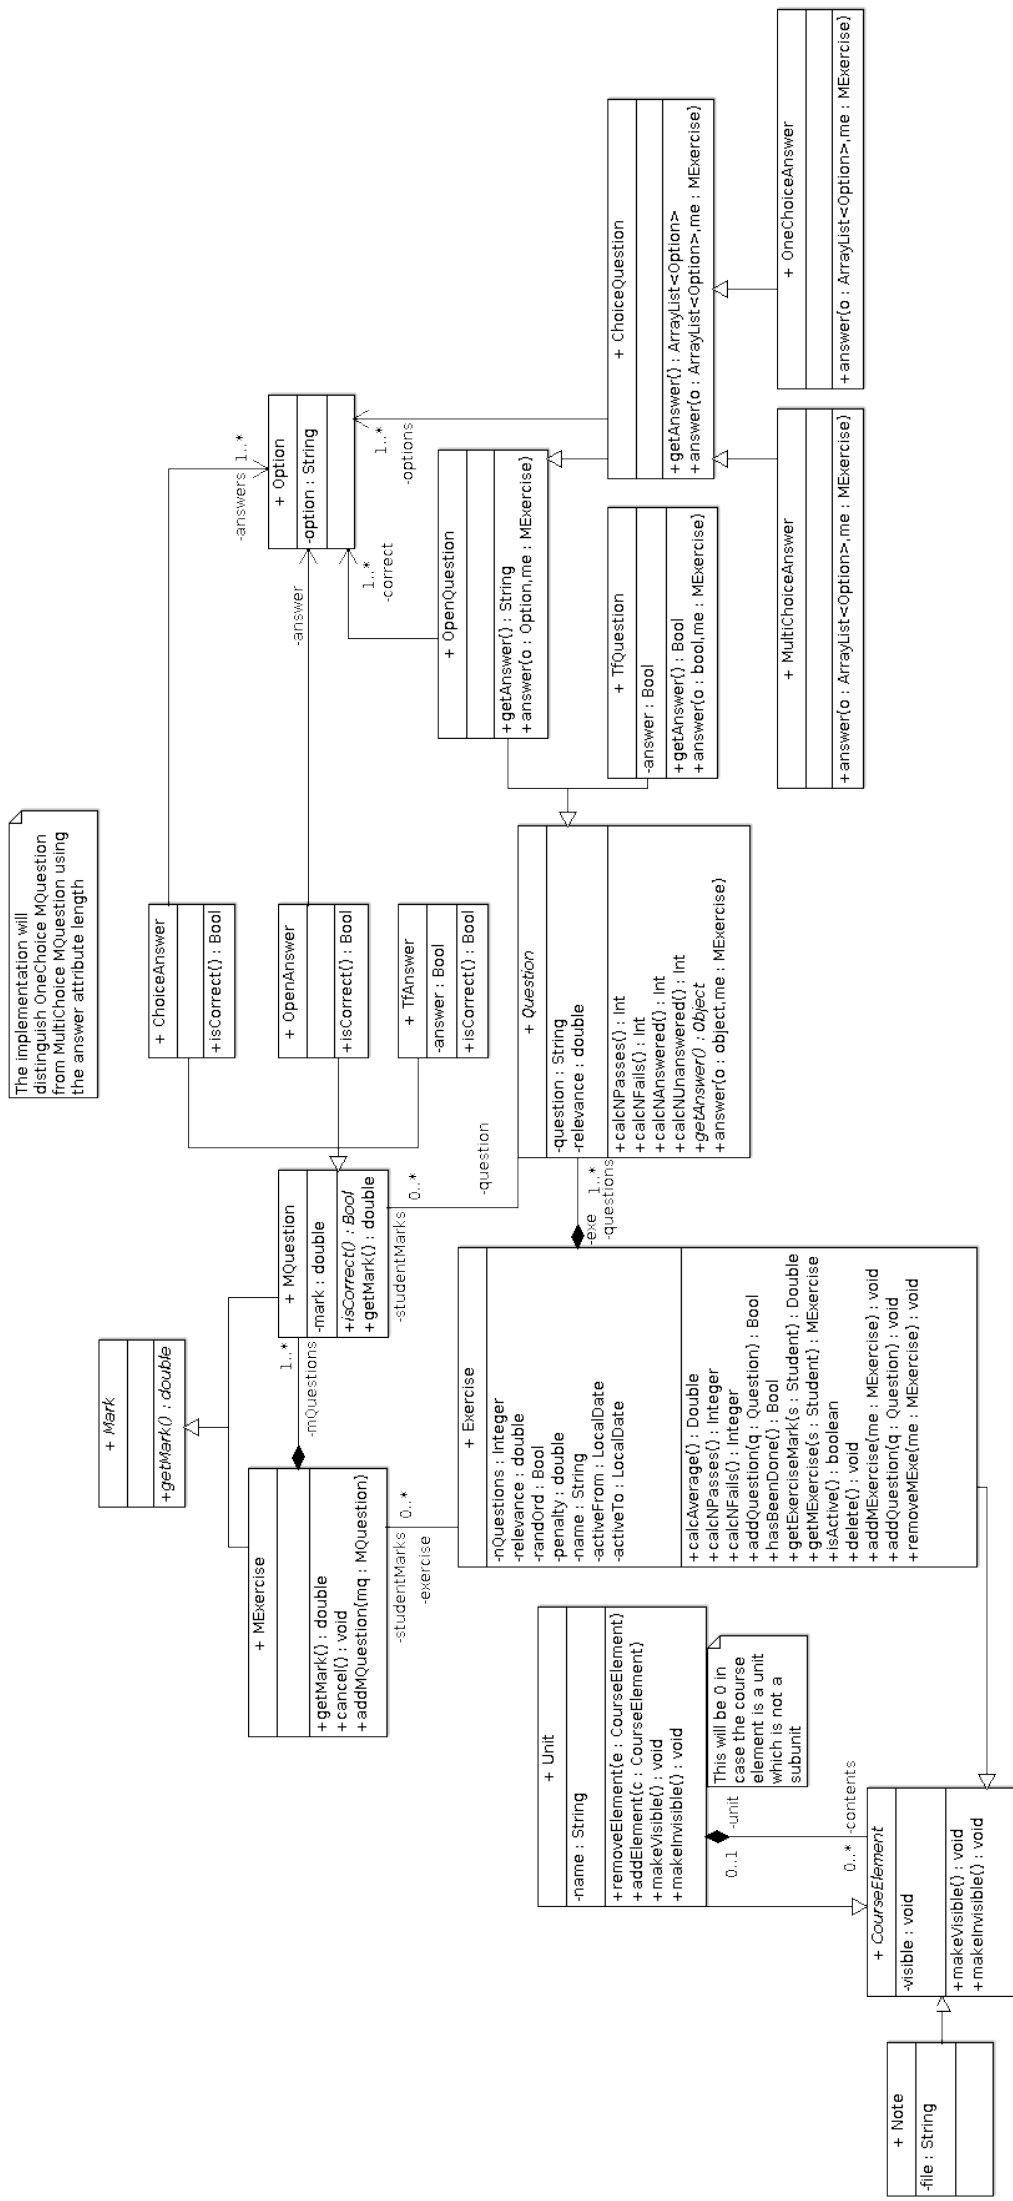 The implementation will
distinguish OneChoice MQuestion
from MultiChoice MQuestion using
the answer attribute length
+ Mark
+getMark() : double
+ MExercise
+getMark() : double
+cancel() : void
+addMQuestion(mq : MQuestion)
1..*
-mQuestions
+ MQuestion
-mark : double
+isCorrect() : Bool
+getMark() : double
+ ChoiceAnswer
+isCorrect() : Bool
+ OpenAnswer
+isCorrect() : Bool
+ TfAnswer
-answer : Bool
+isCorrect() : Bool
-answers
1..*
-answer
+ Option
-option : String
1..*
-correct
1..*
-options
-studentMarks
0..*
-exercise
-studentMarks
0..*
-question
+ Exercise
-nQuestions : Integer
-relevance : double
-randOrd : Bool
-penalty : double
-name : String
-activeFrom : LocalDate
-activeTo : LocalDate
+calcAverage() : Double
+calcNPasses() : Integer
+calcNFails() : Integer
+addQuestion(q : Question) : Bool
+hasBeenDone() : Bool
+getExerciseMark(s : Student) : Double
+getMExercise(s : Student) : MExercise
+isActive() : boolean
+delete() : void
+addMExercise(me : MExercise) : void
+addQuestion(q : Question) : void
+removeMExe(me : MExercise) : void
-exe
1..*
-questions
+ Question
-question : String
-relevance : double
+calcNPasses() : Int
+calcNFails() : Int
+calcNAnswered() : Int
+calcNUnanswered() : Int
+getAnswer() : Object
+answer(o : object,me : MExercise)
+ OpenQuestion
+getAnswer() : String
+answer(o : Option,me : MExercise)
+ TfQuestion
-answer : Bool
+getAnswer() : Bool
+answer(o : bool,me : MExercise)
+ ChoiceQuestion
+getAnswer() : ArrayList<Option>
+answer(o : ArrayList<Option>,me : MExercise)
+ MultiChoiceAnswer
+answer(o : ArrayList<Option>,me : MExercise)
+ OneChoiceAnswer
+answer(o : ArrayList<Option>,me : MExercise)
+ Unit
-name : String
+removeElement(e : CourseElement)
+addElement(c : CourseElement)
+makeVisible() : void
+makeInvisible() : void
This will be 0 in
case the course
element is a unit
which is not a
subunit
0..1
-unit
0..*
-contents
+ CourseElement
-visible : void
+makeVisible() : void
+makeInvisible() : void
+ Note
-file : String